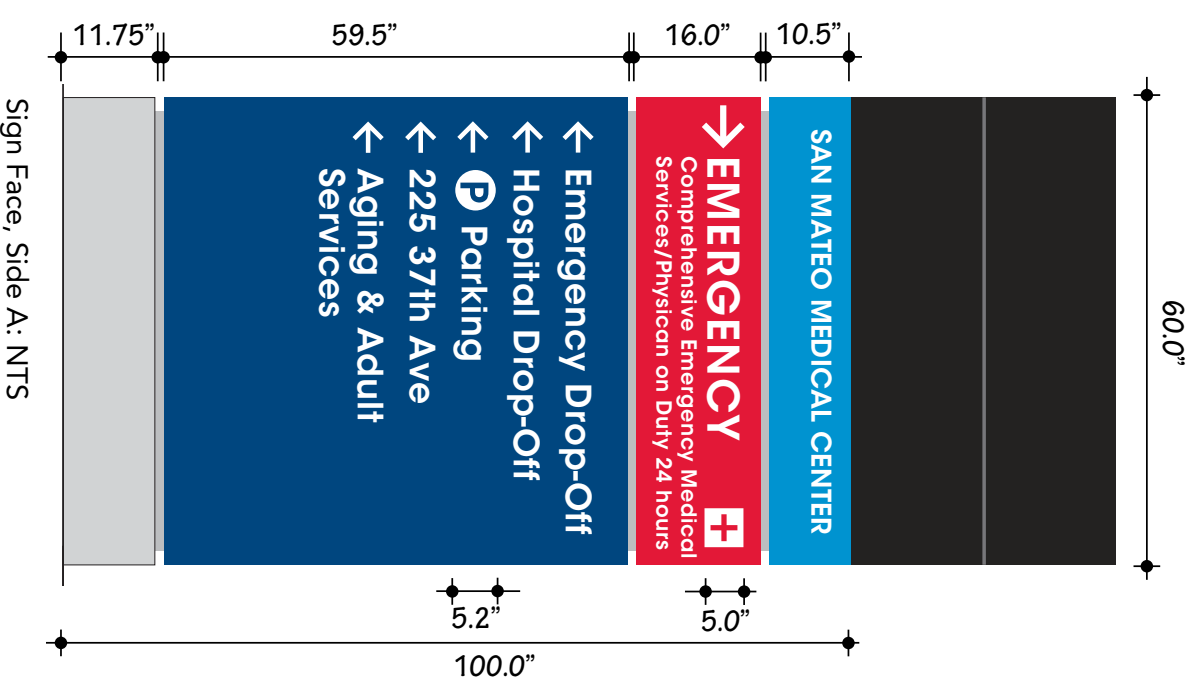 SAN MATEO MEDICAL CENTER
EMERGENCY
Comprehensive Emergency Medical
Services/Physican on Duty 24 hours
Emergency Drop-Off
Hospital Drop-Off
P Parking
225 37th Ave
Aging & Adult
Services
11.75”
59.5”
16.0”
10.5”
60.0”
5.2”
5.0”
100.0”
Sign Face, Side A: NTS